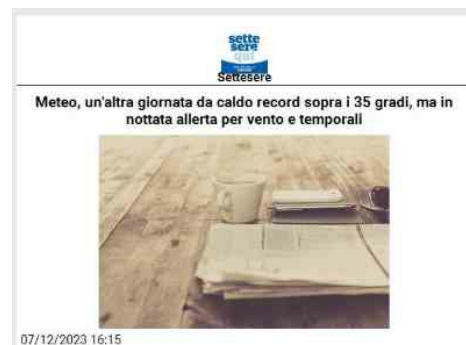 sette
sere
qui
Settesere
Meteo, un'altra giornata da caldo record sopra i 35 gradi, ma in
nottata allerta per vento e temporali
07/12/2023 16:15